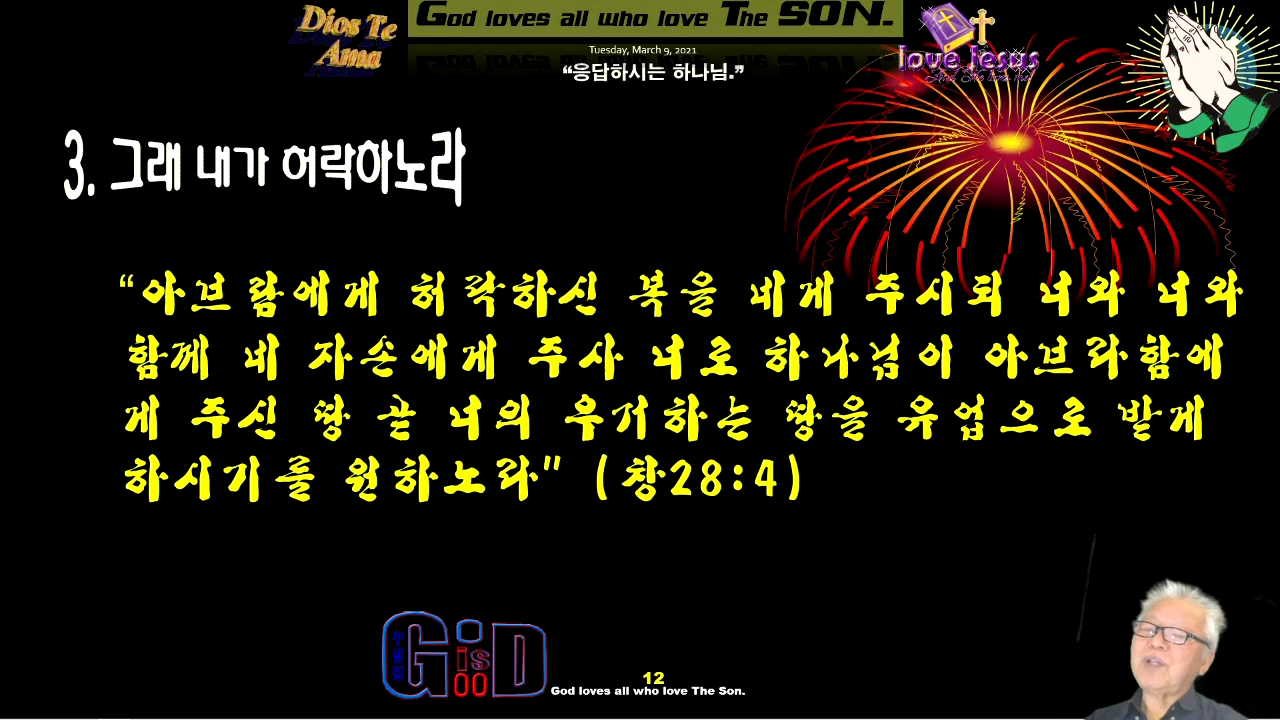 Dios Te
Ama
God loves all who love The SON.
Tuesday, March 9, 2021
“응답하시는 하나님.”
love Jesus
3. 그래 내가 허락하노라
“아브람에게 허락하신 복을 네게 주시되 너와 너와
함께 네 자손에게 주사 너로 하나님이 아브라함에
게 주신 땅 곧 너의 우거하는 땅을 유업으로 받게
하시기를 원하노라” (창28:4)
GisD
12
God loves all who love The Son.